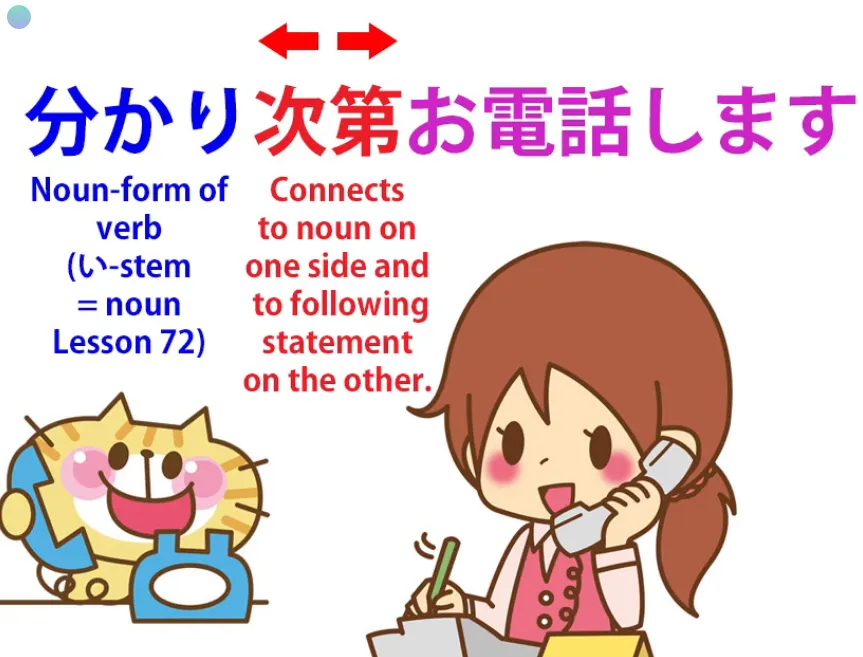 分かり次第お電話します
Noun-form of
verb
(い-stem
= noun
Lesson 72)
Connects
to noun on
one side and
to following
statement
on the other.